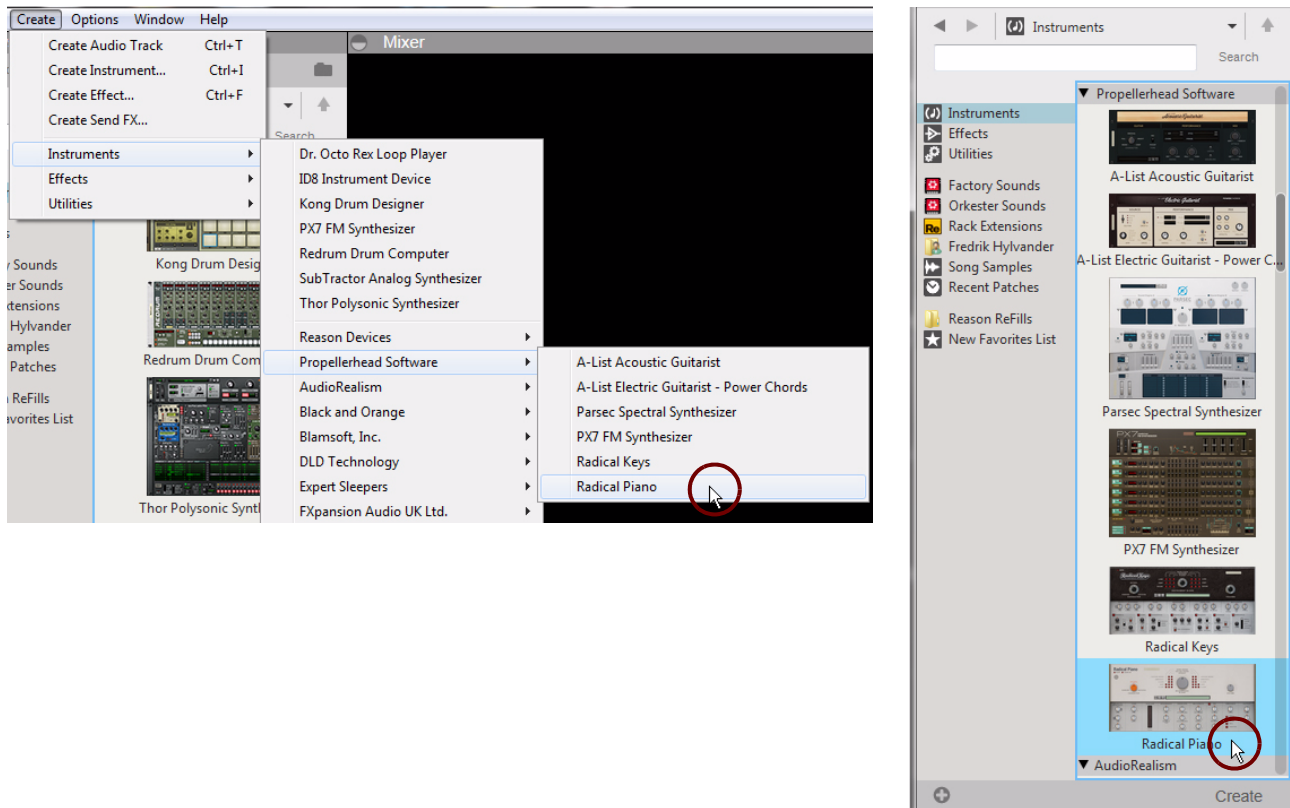 Create Options Window Help
Mixer
Create Audio Track Ctrl+T
Create Instrument... Ctrl+I
Create Effect... Ctrl+F
Create Send FX...
Search
Instruments
Effects
Utilities
Dr. Octo Rex Loop Player
ID8 Instrument Device
Kong Drum Designer
PX7 FM Synthesizer
Redrum Drum Computer
SubTractor Analog Synthesizer
Thor Polysonic Synthesizer
Reason Devices
Propellerhead Software
AudioRealism
Black and Orange
Blamsoft, Inc.
DLD Technology
Expert Sleepers
FXpansion Audio UK Ltd.
A-List Acoustic Guitarist
A-List Electric Guitarist - Power Chords
Parsec Spectral Synthesizer
PX7 FM Synthesizer
Radical Keys
Radical Piano
Sounds
er Sounds
xtensions
Hylvander
amples
Patches
ReFills
avorites List
Kong Drum Desig
Redrum Drum Com
Thor Polysonic Synt
Instruments
Search
Instruments
Effects
Utilities
Factory Sounds
Orkester Sounds
Re Rack Extensions
Fredrik Hylvander
Song Samples
Recent Patches
Reason ReFills
New Favorites List
Propellerhead Software
A-List Acoustic Guitarist
A-List Electric Guitarist - Power C...
Parsec Spectral Synthesizer
PX7
PX7 FM Synthesizer
Radical Keys
Radical Piano
AudioRealism
Create